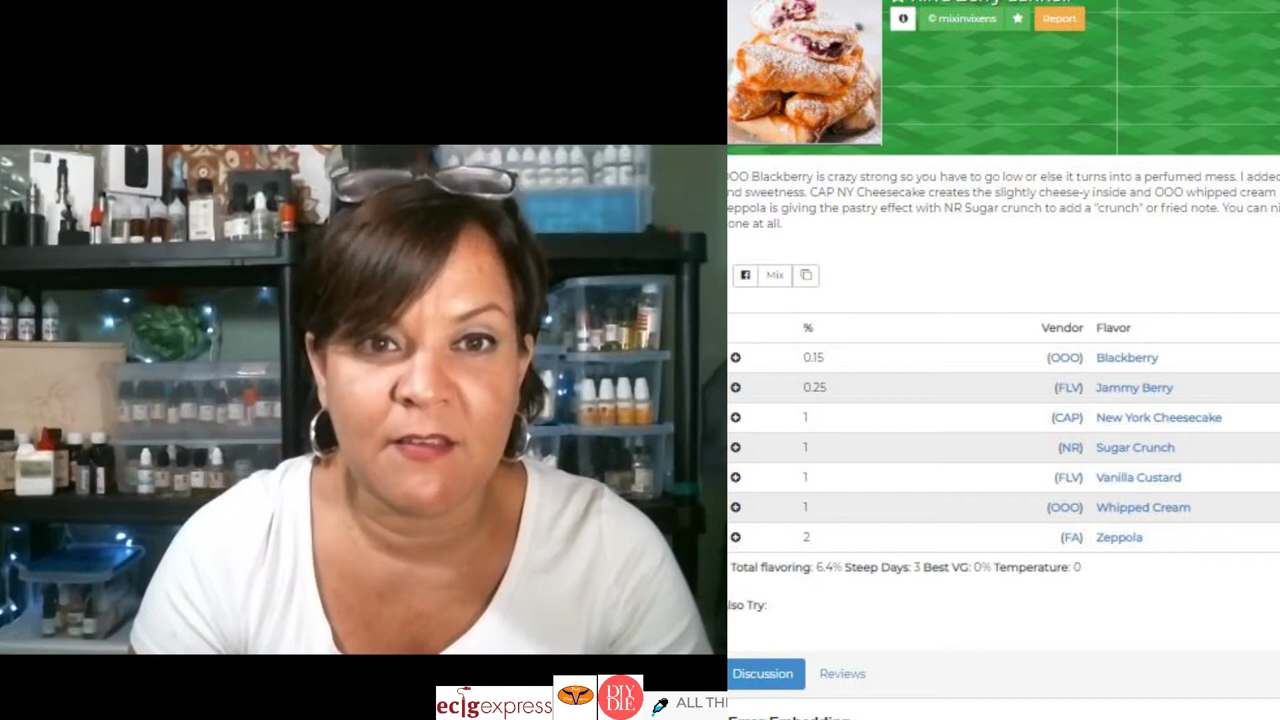 © mixinvixens
Report
OO Blackberry is crazy strong so you have to go low or else it turns into a perfumed mess. I added
nd sweetness. CAP NY Cheesecake creates the slightly cheese-y inside and OOO whipped cream
eppola is giving the pastry effect with NR Sugar crunch to add a "crunch" or fried note. You can ni
one at all.
Mix
% Vendor Flavor
0.15 (OOO) Blackberry
0.25 (FLV) Jammy Berry
1 (CAP) New York Cheesecake
1 (NR) Sugar Crunch
1 (FLV) Vanilla Custard
1 (OOO) Whipped Cream
2 (FA) Zeppola
Total flavoring: 6.4% Steep Days: 3 Best VG: 0% Temperature: 0
lso Try:
Discussion Reviews
ecigexpress
DIY
DIE
ALL TH